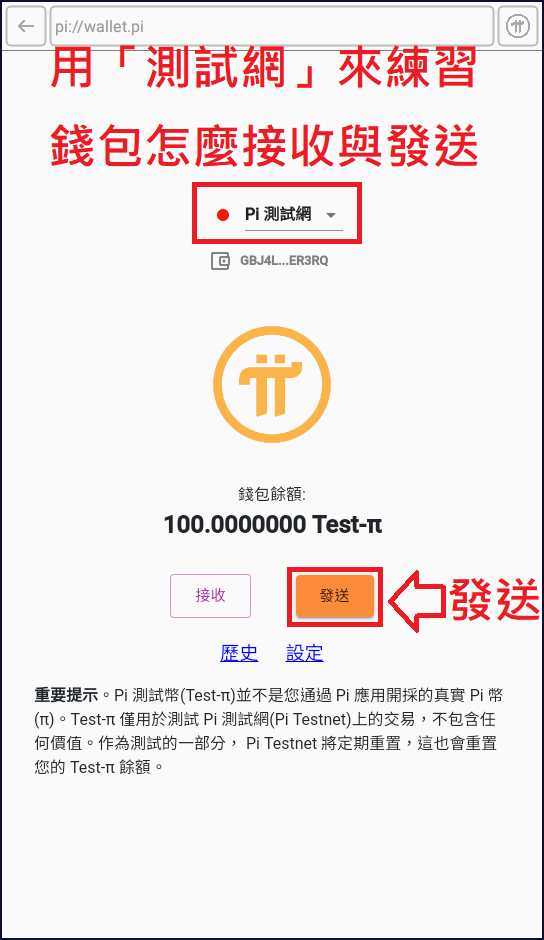 pi://wallet.pi
用「測試網」來練習
錢包怎麼接收與發送
Pi 測試網
GBJ4L...ER3RQ
錢包餘額:
100.0000000 Test-π
接收
發送
發送
歷史
設定
重要提示。Pi 測試幣(Test-π)並不是您通過 Pi 應用開採的真實 Pi 幣
(π)。Test-π 僅用於測試 Pi 測試網(Pi Testnet)上的交易，不包含任
何價值。作為測試的一部分， Pi Testnet 將定期重置，這也會重置
您的 Test-π 餘額。